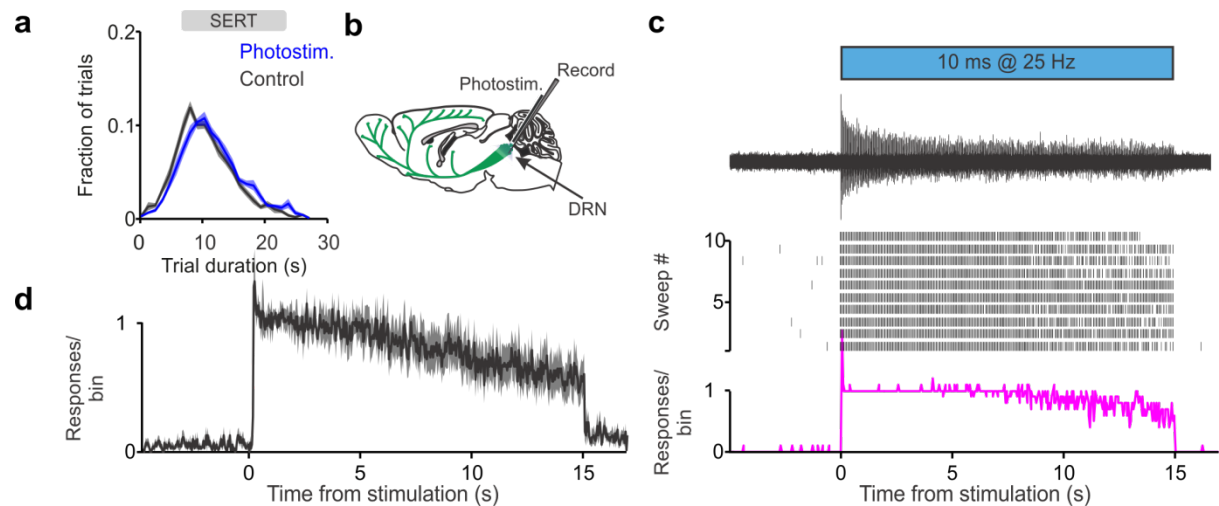 a
SERT
Photostim.
Control
0.2
0.1
0
Fraction of trials
0 10 20 30
Trial duration (s)
b
Photostim.
Record
DRN
c
10 ms @ 25 Hz
10
5
Sweep #
1
0
Responses/
bin
0 5 10 15
Time from stimulation (s)
d
1
0
Responses/
bin
0 5 10 15
Time from stimulation (s)